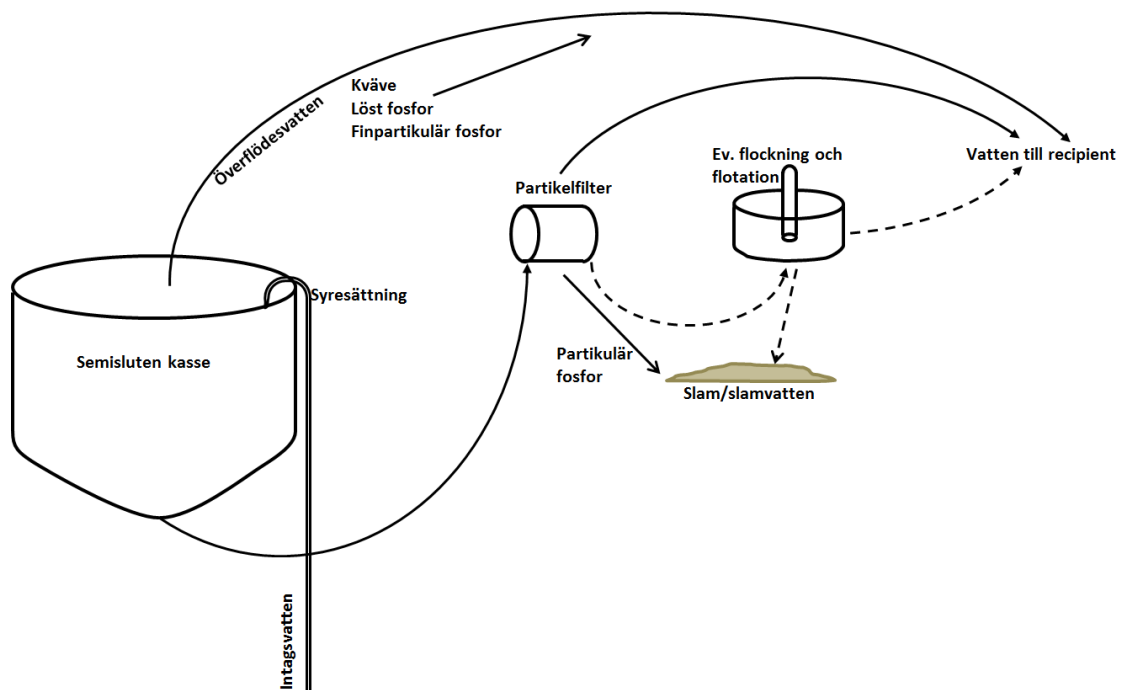 Kväve
Löst fosfor
Finpartikulär fosfor
Överflödesvatten
Ev. flockning och
flotation
Vatten till recipient
Partikelfilter
Syresättning
Semisluten kasse
Partikulär
fosfor
Slam/slamvatten
Intagsvatten